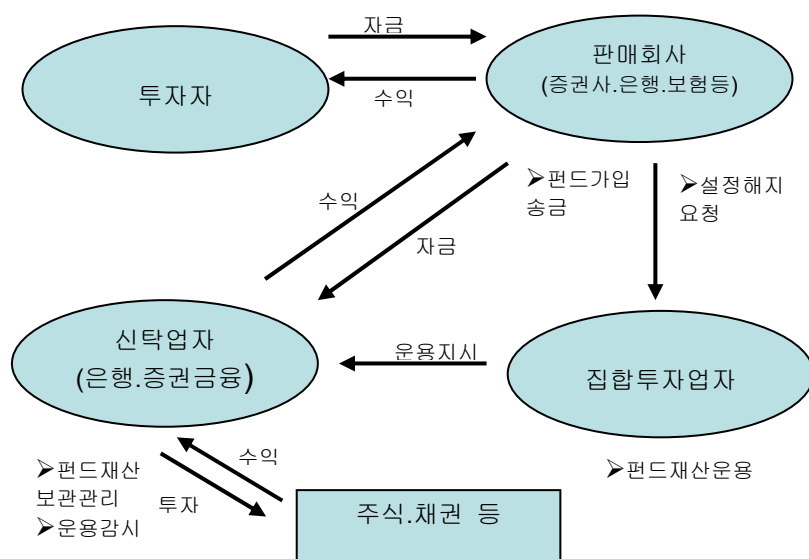 자금
투자자
판매회사
(증권사.은행.보험등)
수익
➢펀드가입
송금
➢설정해지
요청
수익
자금
신탁업자
(은행.증권금융)
운용지시
집합투자업자
➢펀드재산
보관관리
➢운용감시
수익
투자
➢펀드재산운용
주식.채권 등